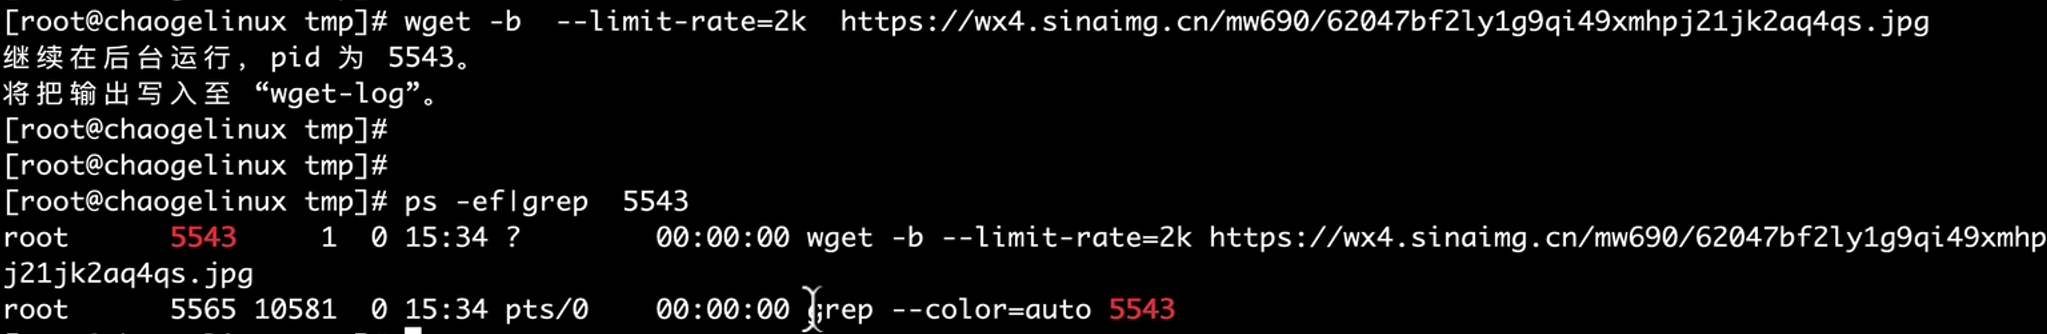 [root@chaogelinux tmp]# wget -b  --limit-rate=2k  https://wx4.sinaimg.cn/mw690/62047bf2ly1g9qi49xmhpj21jk2aq4qs.jpg
继续在后台运行，pid 为 5543。
将把输出写入至 “wget-log”。
[root@chaogelinux tmp]#
[root@chaogelinux tmp]#
[root@chaogelinux tmp]# ps -ef|grep  5543
root      5543     1  0 15:34 ?        00:00:00 wget -b --limit-rate=2k https://wx4.sinaimg.cn/mw690/62047bf2ly1g9qi49xmhp
j21jk2aq4qs.jpg
root      5565 10581  0 15:34 pts/0    00:00:00 grep --color=auto 5543